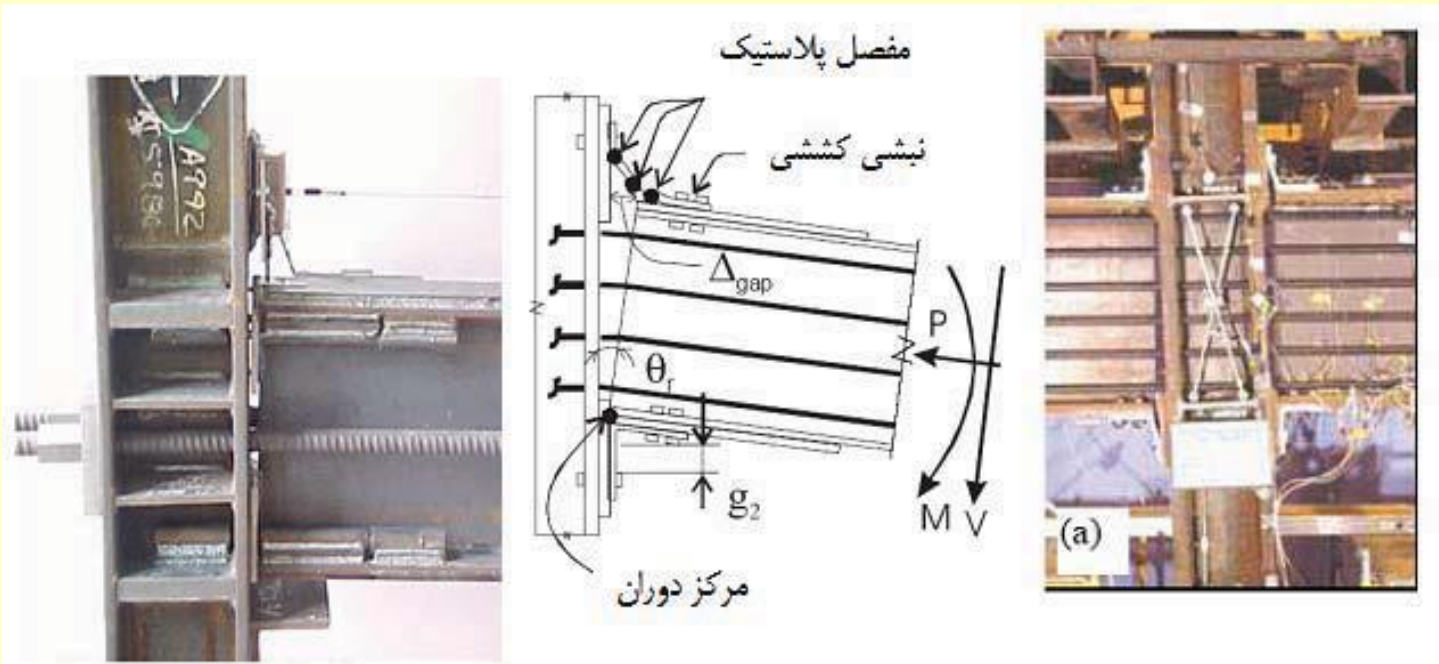 مفصل پلاستیک
نبشی کششی
Δgap
P
θr
g₂
M V
مرکز دوران
A992
(a)